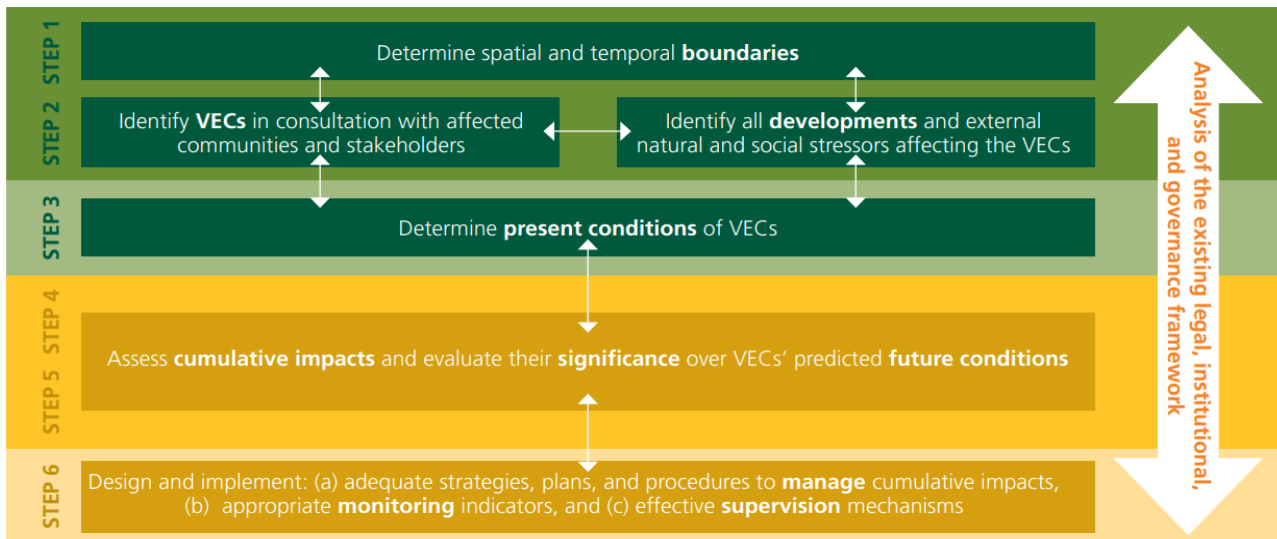 STEP 1
Determine spatial and temporal boundaries
STEP 2
Identify VECs in consultation with affected
communities and stakeholders
Identify all developments and external
natural and social stressors affecting the VECs
STEP 3
Determine present conditions of VECs
STEP 4
STEP 5
Assess cumulative impacts and evaluate their significance over VECs’ predicted future conditions
STEP 6
Design and implement: (a) adequate strategies, plans, and procedures to manage cumulative impacts,
(b) appropriate monitoring indicators, and (c) effective supervision mechanisms
Analysis of the existing legal, institutional,
and governance framework